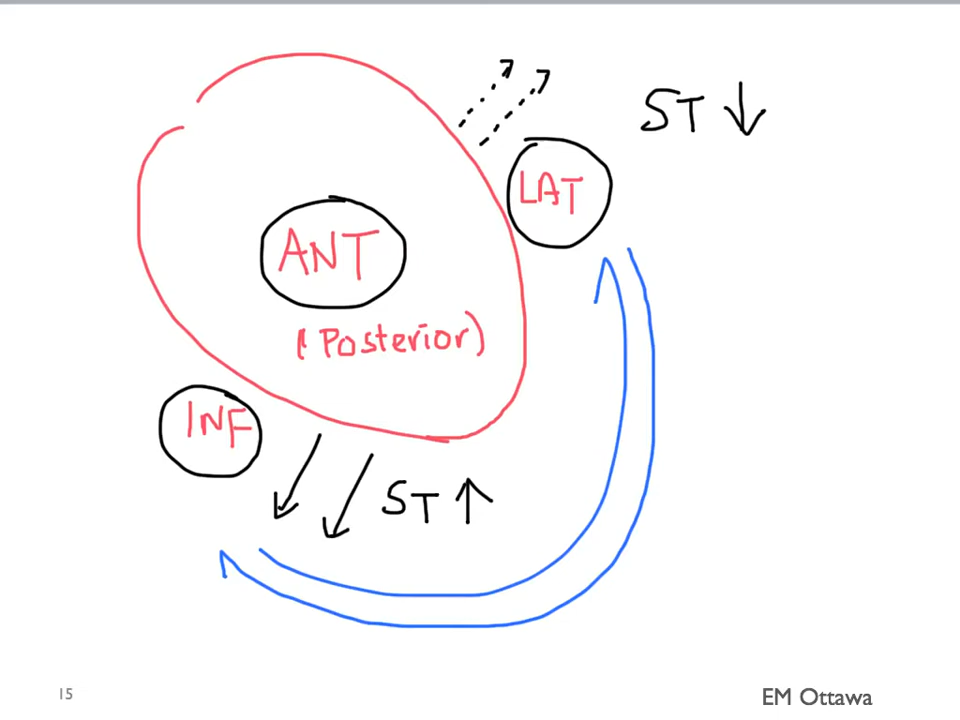 ST ↓
LAT
ANT
(Posterior)
INF
ST ↑
15
EM Ottawa